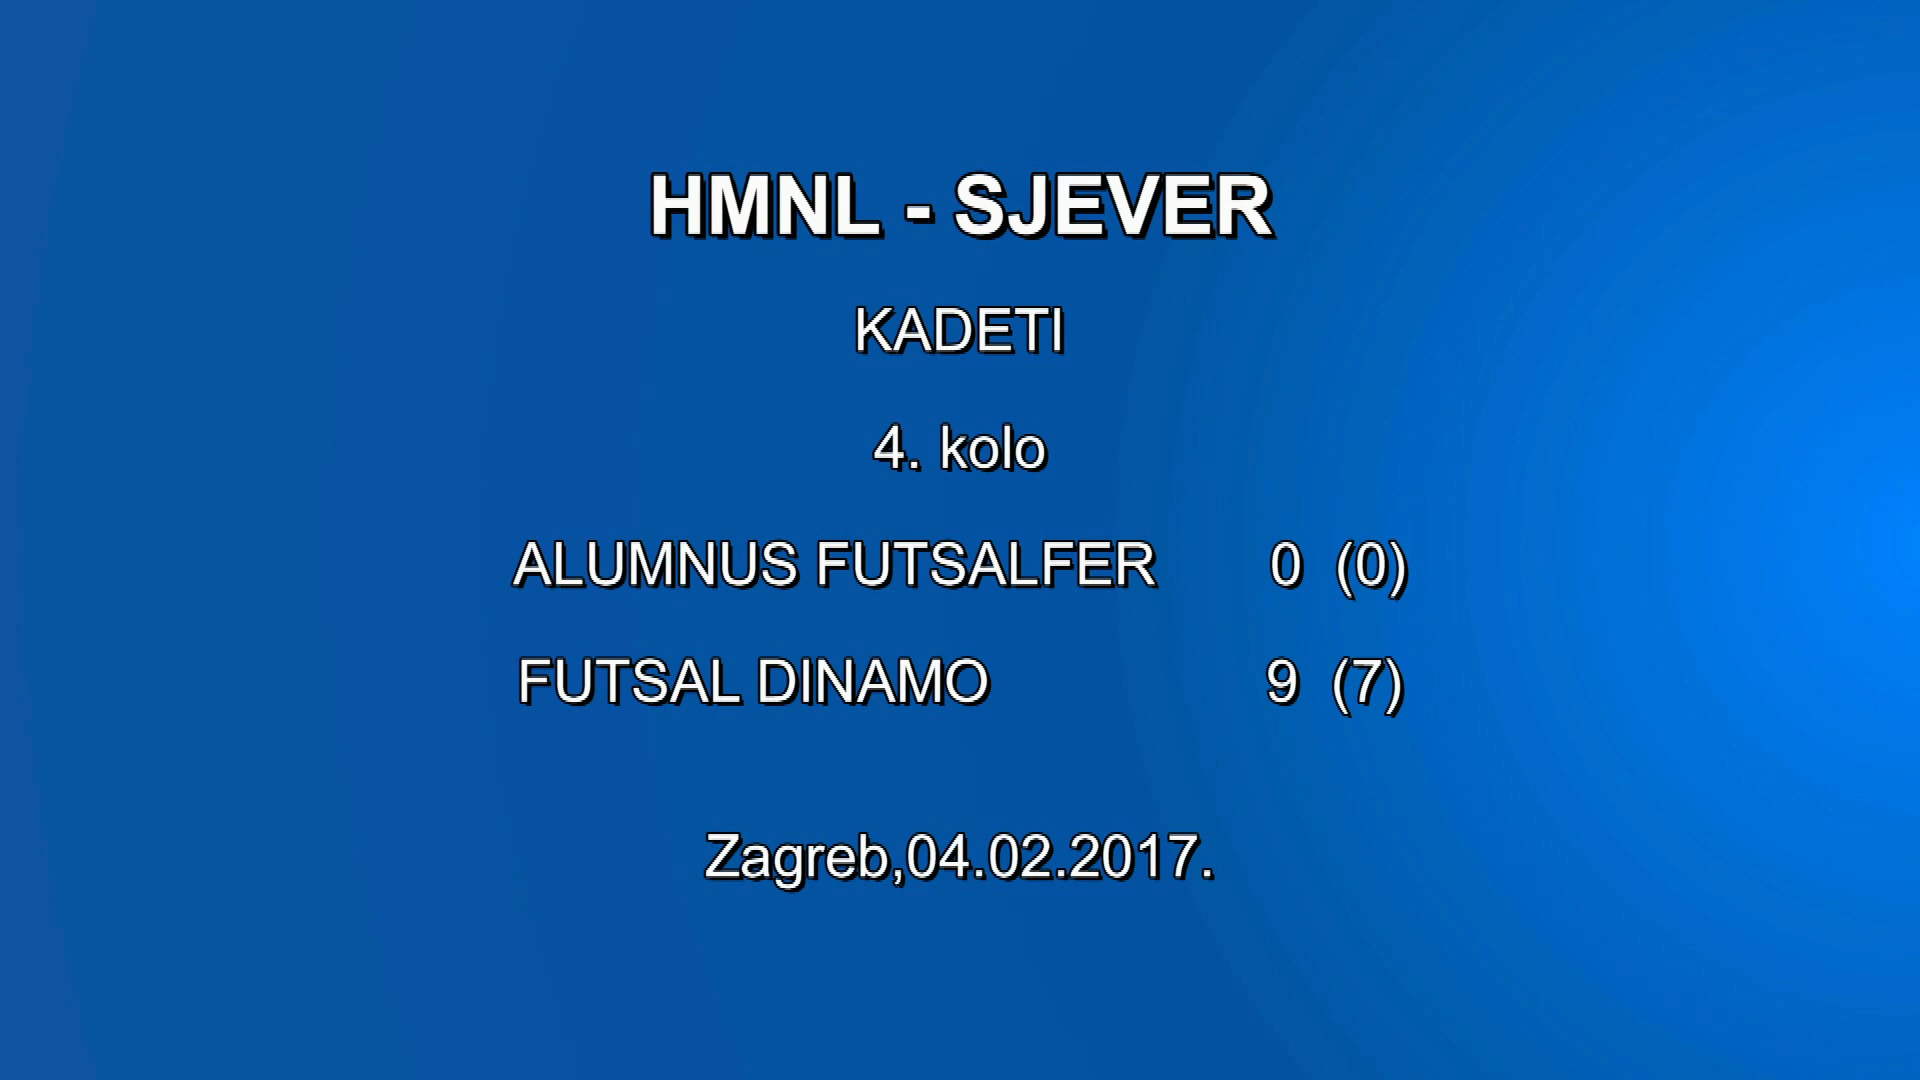 HMNL - SJEVER
KADETI
4. kolo
ALUMNUS FUTSALFER 0 (0)
FUTSAL DINAMO 9 (7)
Zagreb,04.02.2017.